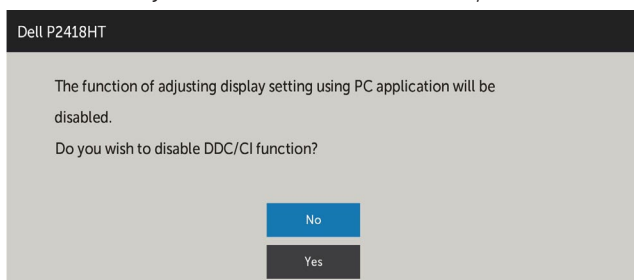 Dell P2418HT
The function of adjusting display setting using PC application will be
disabled.
Do you wish to disable DDC/CI function?
No
Yes